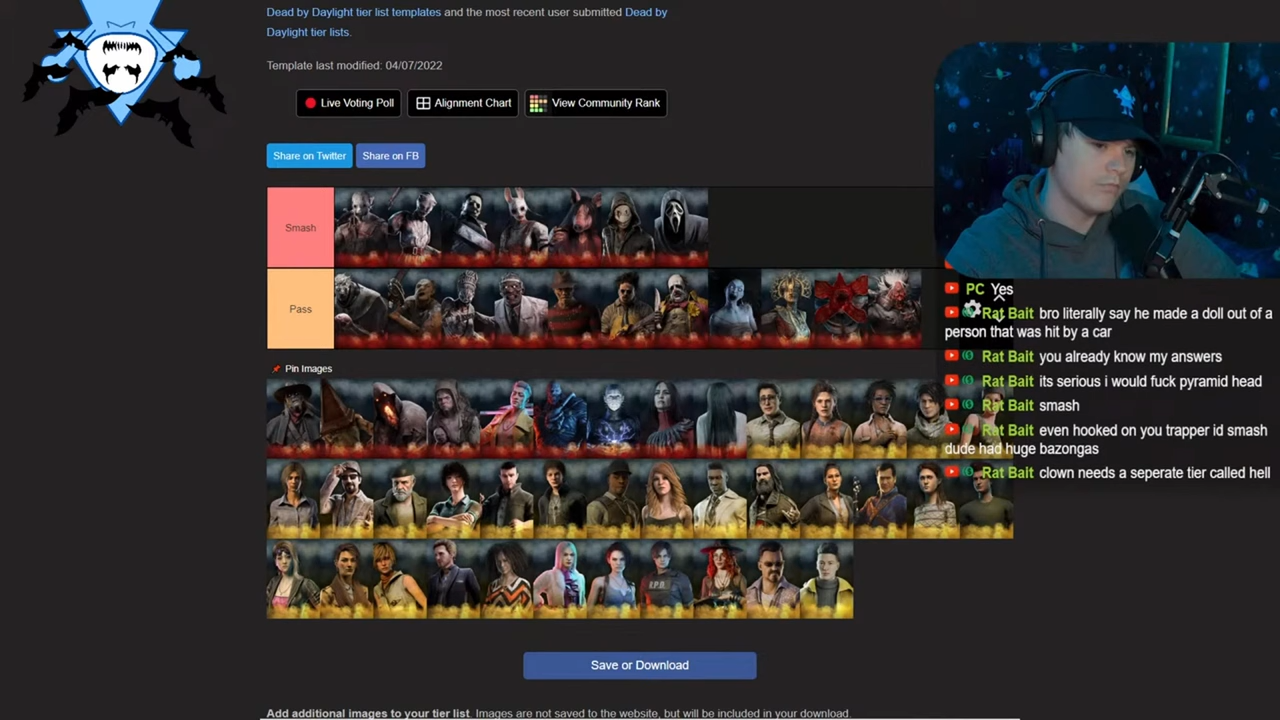 Dead by Daylight tier list templates and the most recent user submitted Dead by
Daylight tier lists.
Template last modified: 04/07/2022
Live Voting Poll
Alignment Chart
View Community Rank
Share on Twitter
Share on FB
Smash
Pass
Pin Images
R.P.D
Save or Download
Add additional images to your tier list. Images are not saved to the website, but will be included in your download.
PC Yes
Rat Bait bro literally say he made a doll out of a
person that was hit by a car
Rat Bait you already know my answers
Rat Bait its serious i would fuck pyramid head
Rat Bait smash
Rat Bait even hooked on you trapper id smash
dude had huge bazongas
Rat Bait clown needs a seperate tier called hell